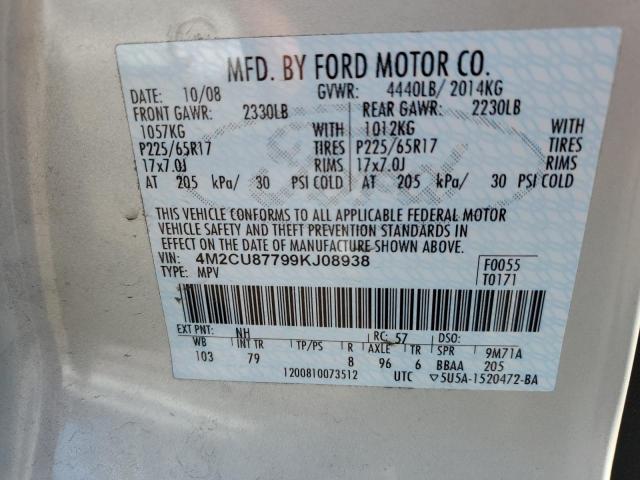 MFD. BY FORD MOTOR CO.
DATE: 10/08 GVWR: 4440LB/ 2014KG
FRONT GAWR: 2330LB REAR GAWR: 2230LB
1057KG WITH 1012KG WITH
P225/65R17 TIRES P225/65R17 TIRES
17x7.0J RIMS 17x7.0J RIMS
AT 205 kPa/ 30 PSI COLD AT 205 kPa/ 30 PSI COLD
THIS VEHICLE CONFORMS TO ALL APPLICABLE FEDERAL MOTOR
VEHICLE SAFETY AND THEFT PREVENTION STANDARDS IN
EFFECT ON THE DATE OF MANUFACTURE SHOWN ABOVE.
VIN: 4M2CU87799KJ08938 F0055
TYPE: MPV T0171
EXT PNT: NH RC: 57 DSO:
WB INT TR TP/PS R AXLE TR SPR 9M71A
103 79 8 96 6 BBAA 205
1200810073512 UTC ▽5U5A-1520472-BA